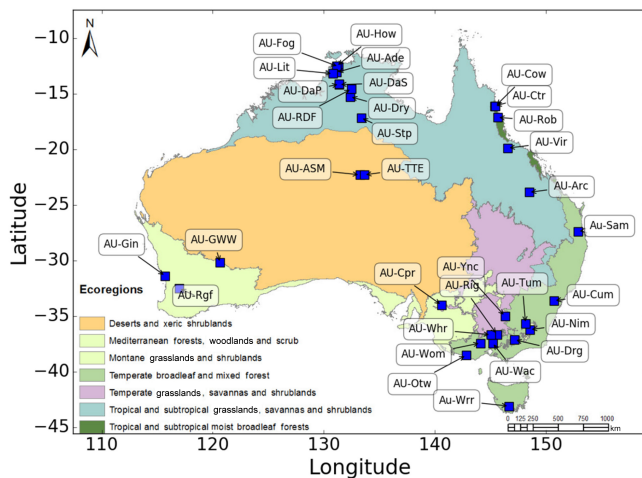 −10
−15
−20
−25
−30
−35
−40
−45
Latitude
N
AU-Fog
AU-How
AU-Lit
AU-Ade
AU-DaP
AU-DaS
AU-RDF
AU-Dry
AU-Stp
AU-Cow
AU-Ctr
AU-Rob
AU-Vir
AU-ASM
AU-TTE
AU-Arc
Au-Sam
AU-Gin
AU-GWW
AU-Rgf
AU-Cpr
AU-Ync
AU-Rig
AU-Tum
AU-Cum
AU-Whr
AU-Nim
AU-Wom
AU-Drg
AU-Otw
AU-Wac
Au-Wrr
Ecoregions
Deserts and xeric shrublands
Mediterranean forests, woodlands and scrub
Montane grasslands and shrublands
Temperate broadleaf and mixed forest
Temperate grasslands, savannas and shrublands
Tropical and subtropical grasslands, savannas and shrublands
Tropical and subtropical moist broadleaf forests
0 125 250 500 750 1000
km
110 120 130 140 150
Longitude